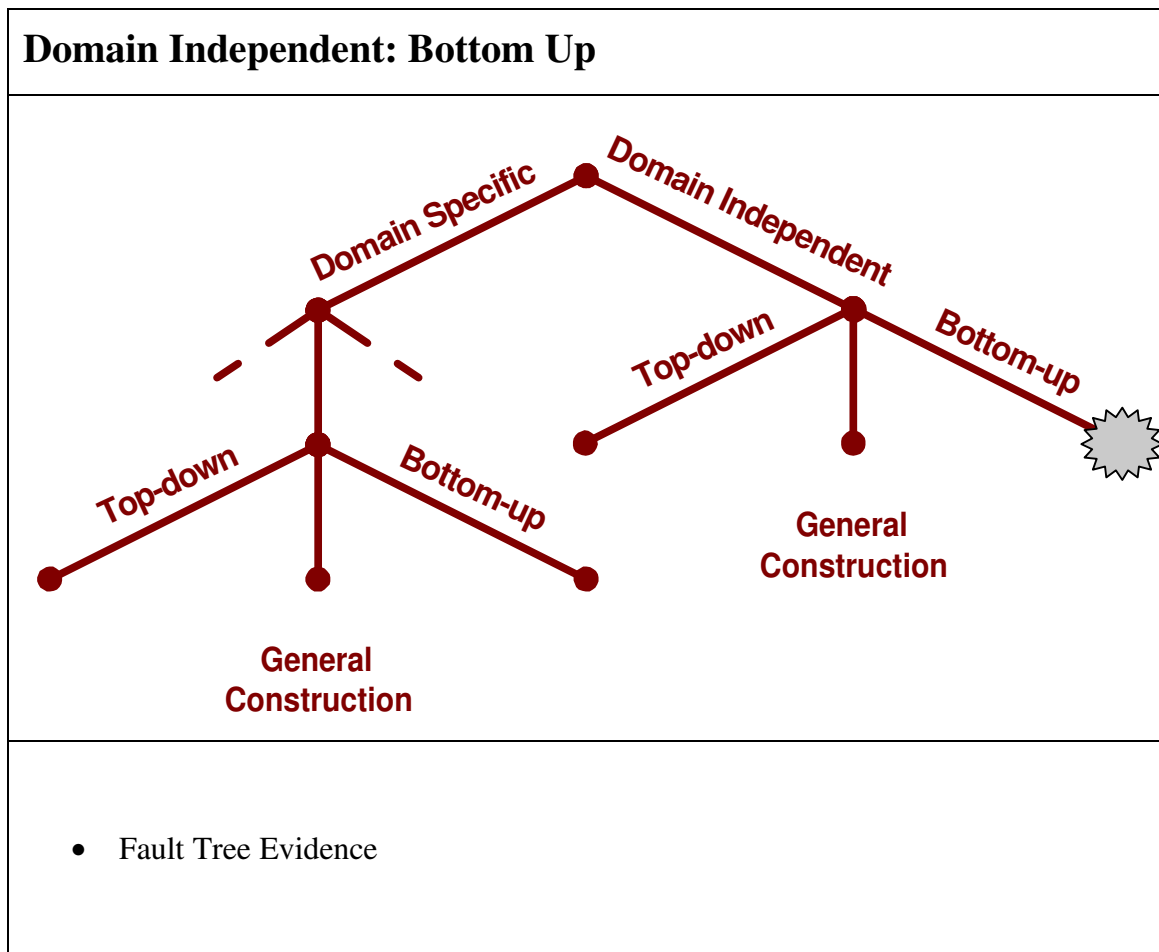 Domain Independent: Bottom Up
Domain Specific
Domain Independent
Top-down
Bottom-up
Top-down
Bottom-up
General
Construction
General
Construction
• Fault Tree Evidence